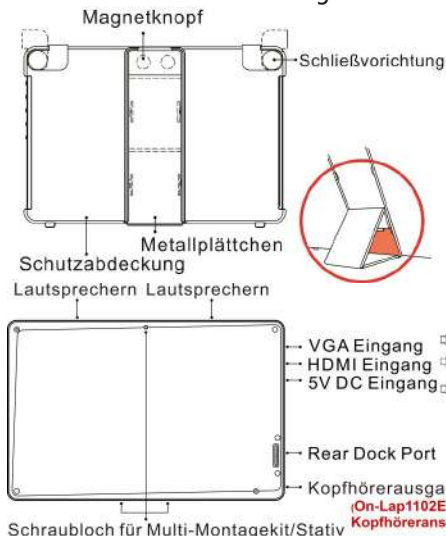 Magnetknopf
Schließvorichtung
Metallplättchen
Schutzabdeckung
Lautsprechern Lautsprechern
VGA Eingang
HDMI Eingang
5V DC Eingang
Rear Dock Port
Kopfhörerausga
(On-Lap1102E
Kopfhörerans
Schraubloch für Multi-Montagekit/Stativ